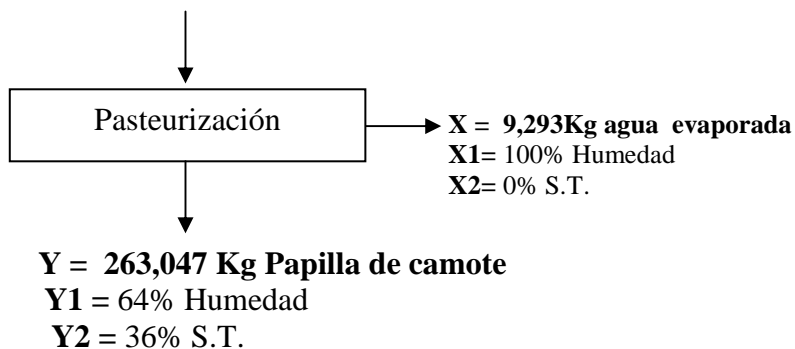 Pasteurización
X = 9,293Kg agua evaporada
X1= 100% Humedad
X2= 0% S.T.
Y = 263,047 Kg Papilla de camote
Y1 = 64% Humedad
Y2 = 36% S.T.